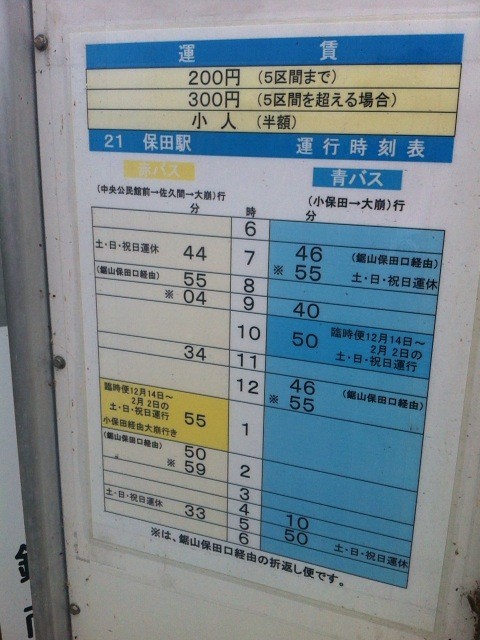 運 賃
200円 (5区間まで)
300円 (5区間を超える場合)
小 人 (半額)
21 保田駅 運行時刻表
赤バス 青バス
(中央公民館前→佐久間→大崩)行 (小保田→大崩)行
分 時 分
6
土・日・祝日運休 44 7 46 (鋸山保田口経由)
※ 55 土・日・祝日運休
(鋸山保田口経由) 55 8
※ 04 9 40
10 50 臨時便12月14日~
2月 2日の
土・日・祝日運行
34 11
12 46 (鋸山保田口経由)
※ 55
臨時便12月14日~
2月 2日の
土・日・祝日運行
小保田経由大崩行き
55 1
(鋸山保田口経由) 50 2
※ 59
3
土・日・祝日運休 33 4
5 10
6 50 土・日・祝日運休
※は、鋸山保田口経由の折返し便です。